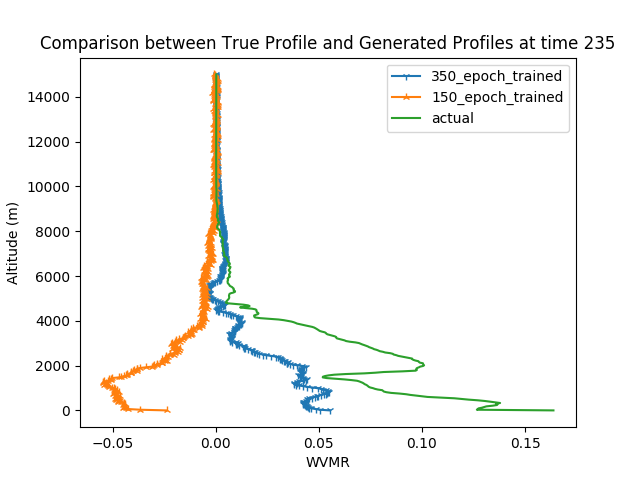 Comparison between True Profile and Generated Profiles at time 235
350_epoch_trained
150_epoch_trained
actual
14000
12000
10000
8000
6000
4000
2000
0
Altitude (m)
−0.05
0.00
0.05
0.10
0.15
WVMR